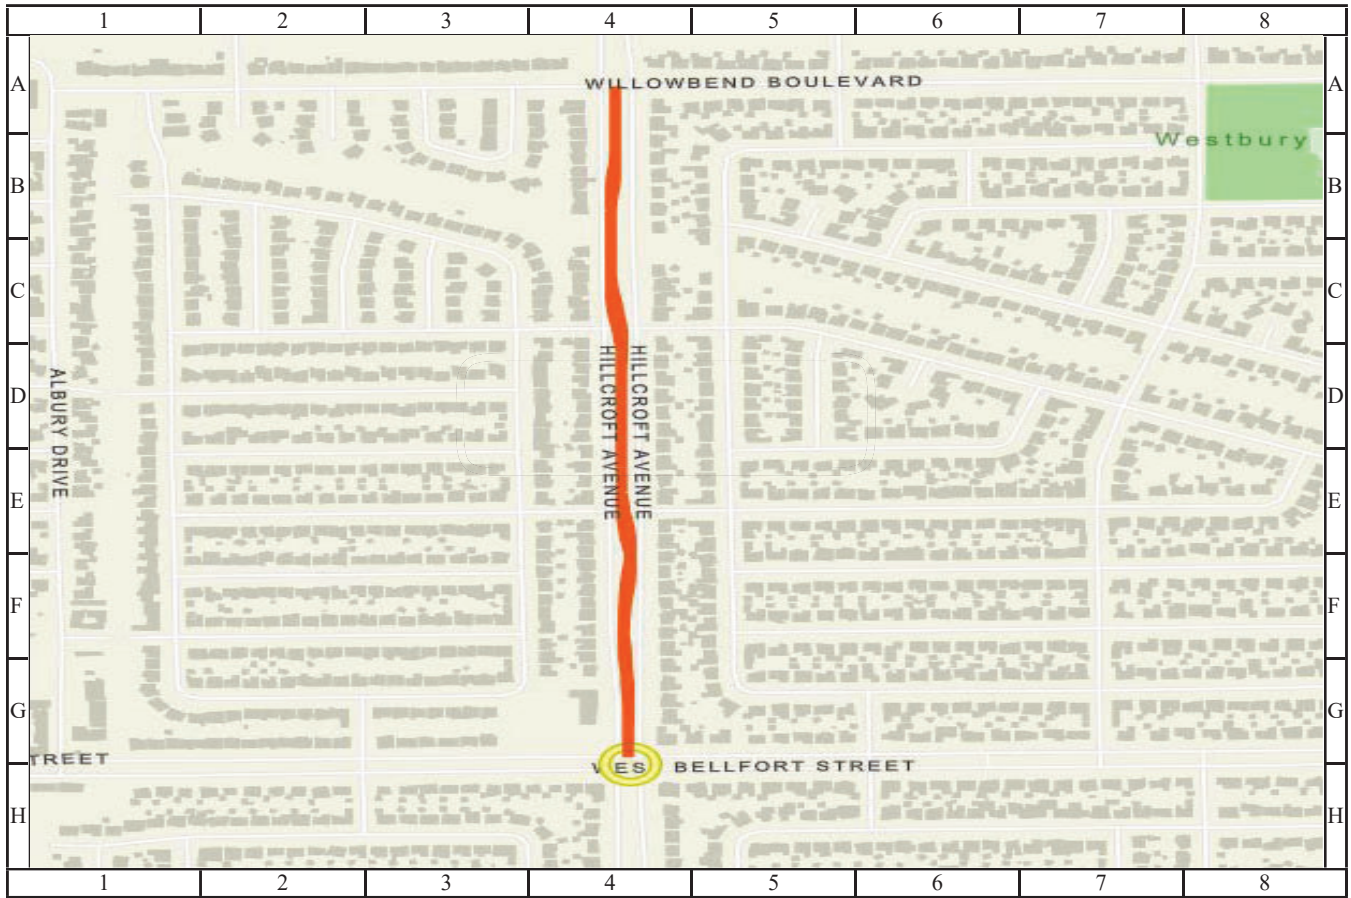 1 2 3 4 5 6 7 8
A A
WILLOWBEND BOULEVARD
Westbury
B B
C C
HILLCROFT AVENUE
HILLCROFT AVENUE
ALBURY DRIVE
D D
E E
F F
G G
TREET
WES BELLFORT STREET
H H
1 2 3 4 5 6 7 8